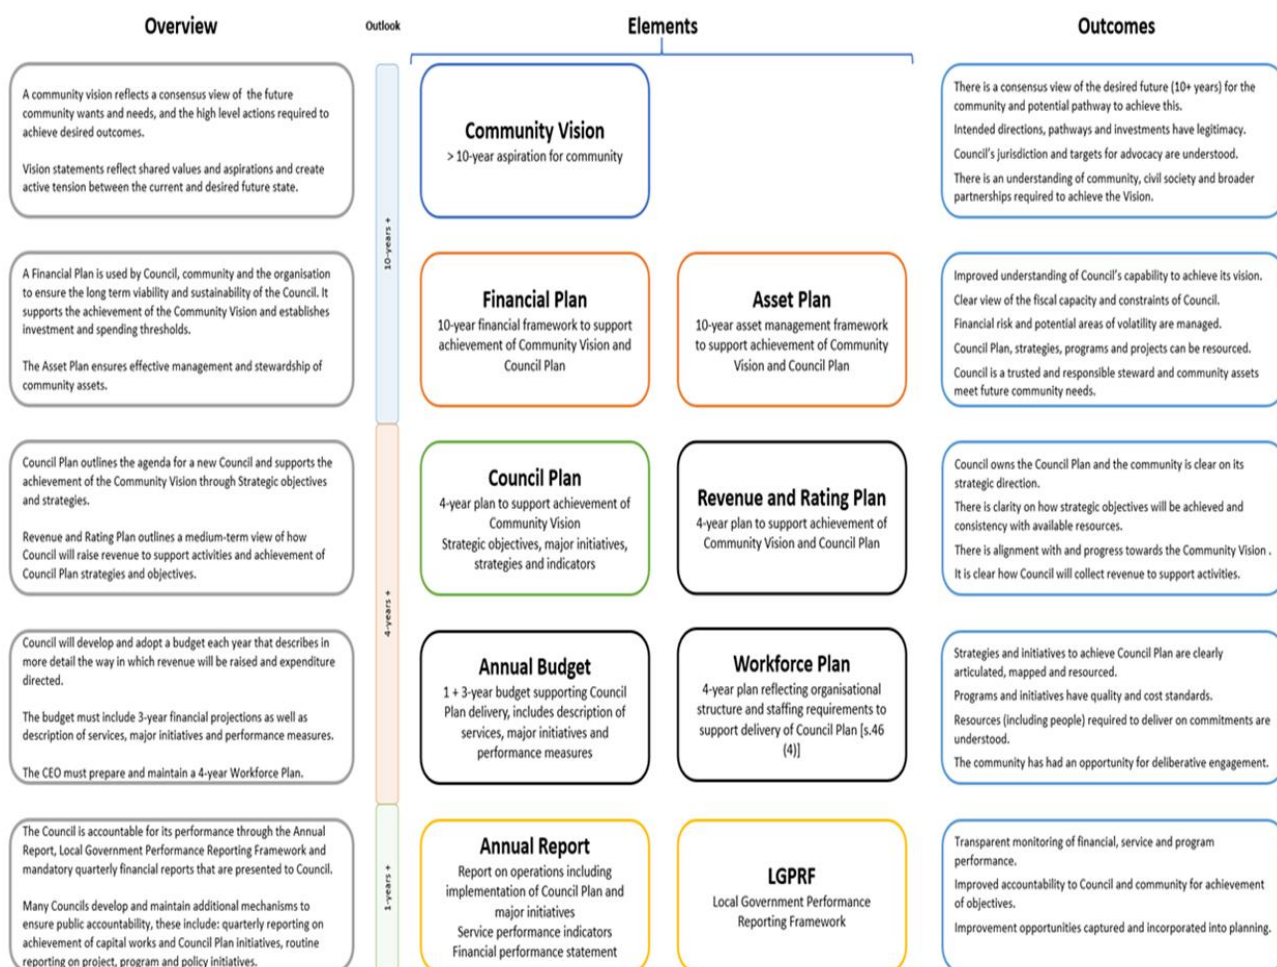 Overview
Outlook
Elements
Outcomes
A community vision reflects a consensus view of the future
community wants and needs, and the high level actions required to
achieve desired outcomes.
Vision statements reflect shared values and aspirations and create
active tension between the current and desired future state.
10-years +
Community Vision
> 10-year aspiration for community
There is a consensus view of the desired future (10+ years) for the
community and potential pathway to achieve this.
Intended directions, pathways and investments have legitimacy.
Council's jurisdiction and targets for advocacy are understood.
There is an understanding of community, civil society and broader
partnerships required to achieve the Vision.
A Financial Plan is used by Council, community and the organisation
to ensure the long term viability and sustainability of the Council. It
supports the achievement of the Community Vision and establishes
investment and spending thresholds.
The Asset Plan ensures effective management and stewardship of
community assets.
Financial Plan
10-year financial framework to support
achievement of Community Vision and
Council Plan
Asset Plan
10-year asset management framework
to support achievement of Community
Vision and Council Plan
Improved understanding of Council's capability to achieve its vision.
Clear view of the fiscal capacity and constraints of Council.
Financial risk and potential areas of volatility are managed.
Council Plan, strategies, programs and projects can be resourced.
Council is a trusted and responsible steward and community assets
meet future community needs.
Council Plan outlines the agenda for a new Council and supports the
achievement of the Community Vision through Strategic objectives
and strategies.
Revenue and Rating Plan outlines a medium-term view of how
Council will raise revenue to support activities and achievement of
Council Plan strategies and objectives.
4-years +
Council Plan
4-year plan to support achievement of
Community Vision
Strategic objectives, major initiatives,
strategies and indicators
Revenue and Rating Plan
4-year plan to support achievement of
Community Vision and Council Plan
Council owns the Council Plan and the community is clear on its
strategic direction.
There is clarity on how strategic objectives will be achieved and
consistency with available resources.
There is alignment with and progress towards the Community Vision .
It is clear how Council will collect revenue to support activities.
Council will develop and adopt a budget each year that describes in
more detail the way in which revenue will be raised and expenditure
directed.
The budget must include 3-year financial projections as well as
description of services, major initiatives and performance measures.
The CEO must prepare and maintain a 4-year Workforce Plan.
Annual Budget
1 + 3-year budget supporting Council
Plan delivery, includes description of
services, major initiatives and
performance measures
Workforce Plan
4-year plan reflecting organisational
structure and staffing requirements to
support delivery of Council Plan [s.46
(4)]
Strategies and initiatives to achieve Council Plan are clearly
articulated, mapped and resourced.
Programs and initiatives have quality and cost standards.
Resources (including people) required to deliver on commitments are
understood.
The community has had an opportunity for deliberative engagement.
The Council is accountable for its performance through the Annual
Report, Local Government Performance Reporting Framework and
mandatory quarterly financial reports that are presented to Council.
Many Councils develop and maintain additional mechanisms to
ensure public accountability, these include: quarterly reporting on
achievement of capital works and Council Plan initiatives, routine
reporting on project, program and policy initiatives.
1-years +
Annual Report
Report on operations including
implementation of Council Plan and
major initiatives
Service performance indicators
Financial performance statement
LGPRF
Local Government Performance
Reporting Framework
Transparent monitoring of financial, service and program
performance.
Improved accountability to Council and community for achievement
of objectives.
Improvement opportunities captured and incorporated into planning.